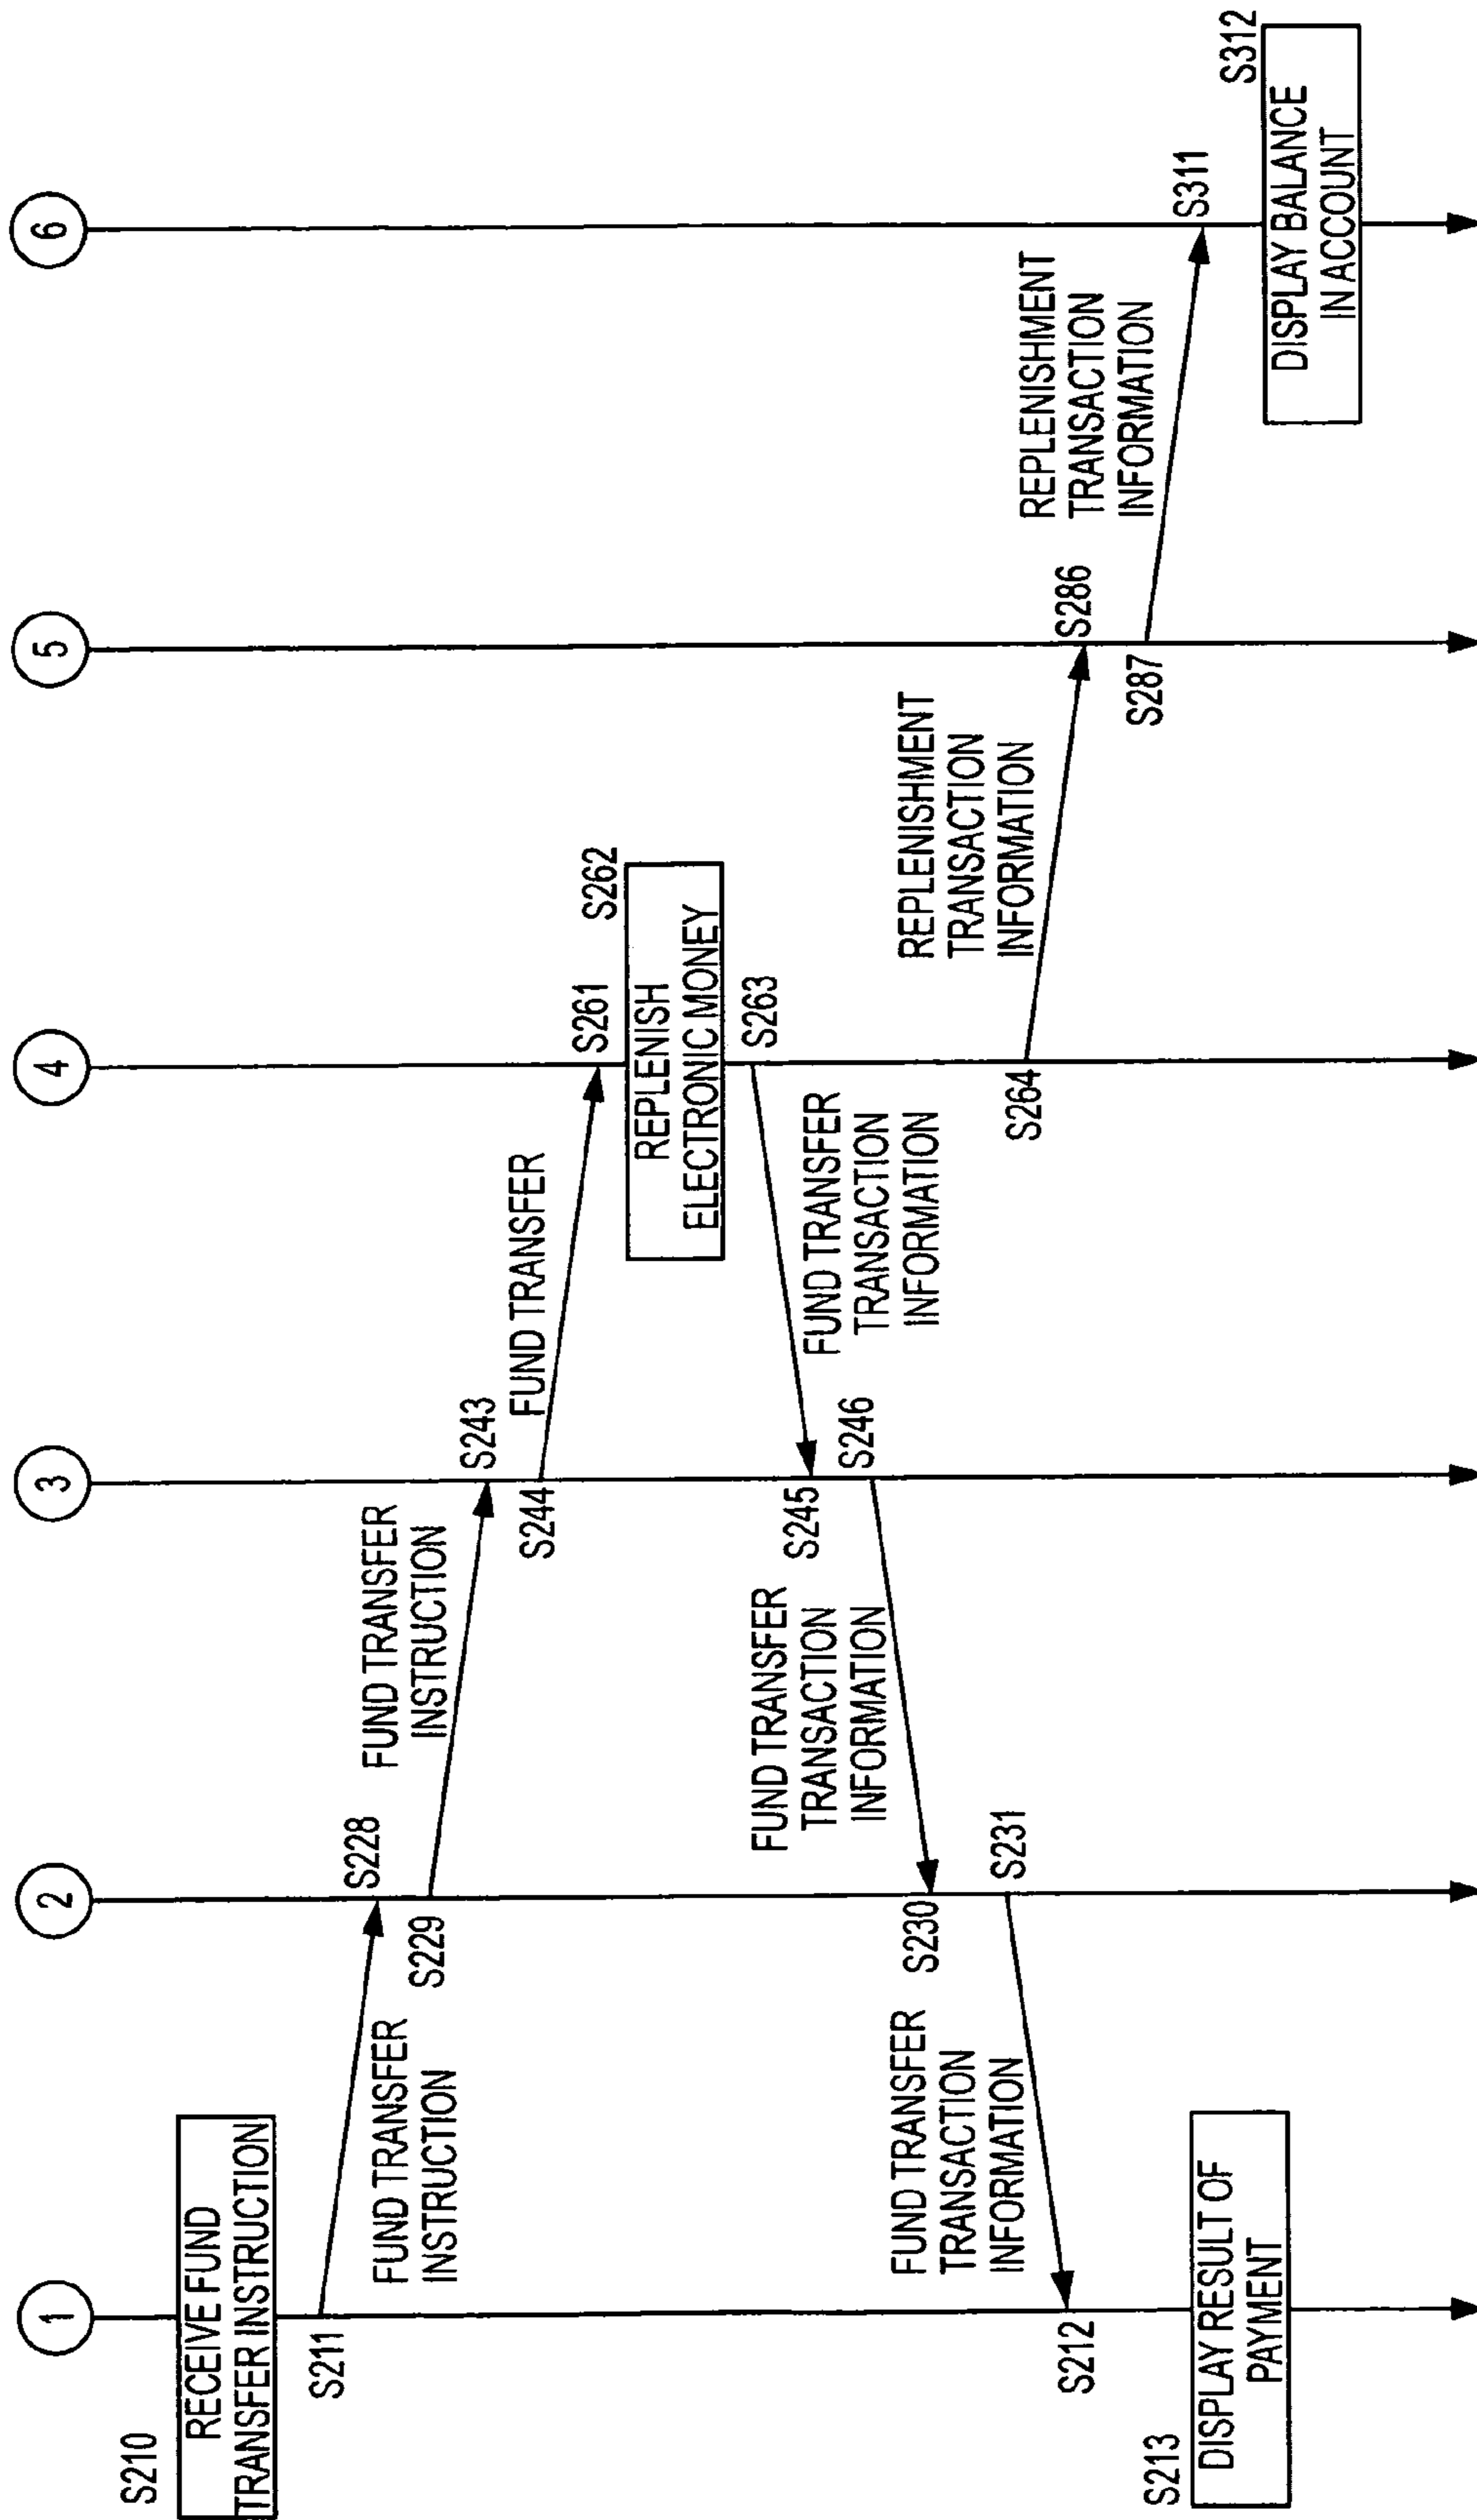 1
2
3
4
5
6
S210
RECEIVE FUND
TRANSFER INSTRUCTION
S211
FUND TRANSFER
INSTRUCTION
S228
S229
FUND TRANSFER
INSTRUCTION
S243
S244
FUND TRANSFER
S261
S262
REPLENISH
ELECTRONIC MONEY
S263
FUND TRANSFER
TRANSACTION
INFORMATION
S245
S246
FUND TRANSFER
TRANSACTION
INFORMATION
S230
S231
FUND TRANSFER
TRANSACTION
INFORMATION
S212
S213
DISPLAY RESULT OF
PAYMENT
S264
REPLENISHMENT
TRANSACTION
INFORMATION
S286
S287
REPLENISHMENT
TRANSACTION
INFORMATION
S311
S312
DISPLAY BALANCE
IN ACCOUNT